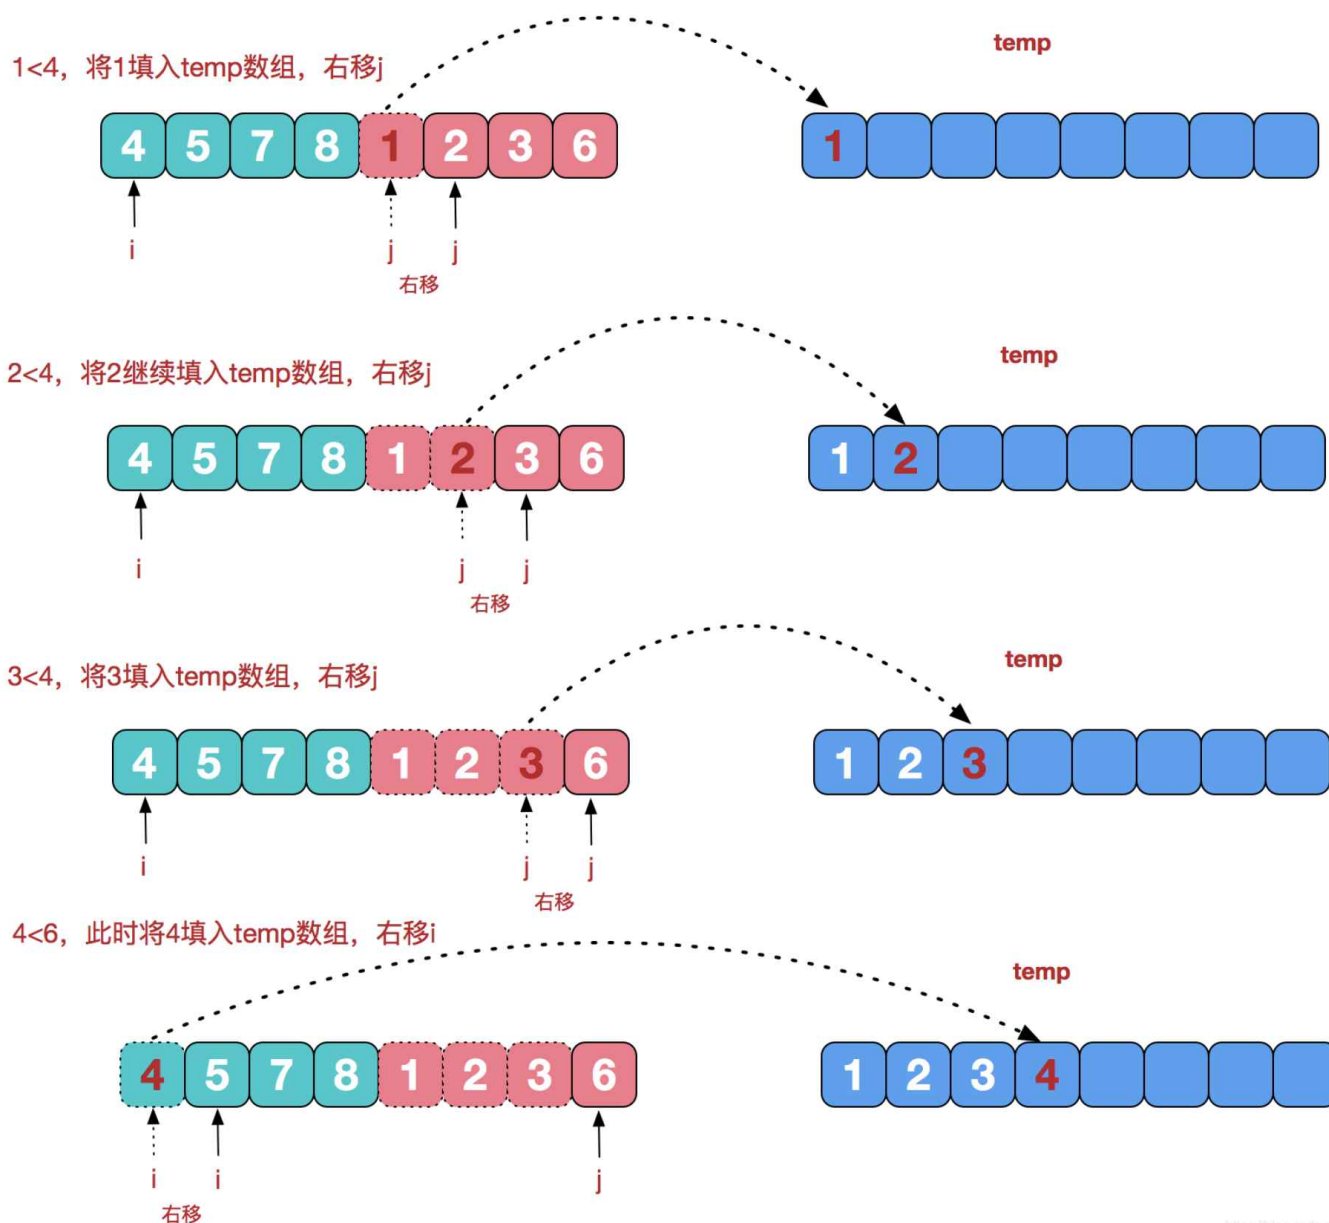 temp
1<4，将1填入temp数组，右移j
4 5 7 8 1 2 3 6
1
i j j
右移
temp
2<4，将2继续填入temp数组，右移j
4 5 7 8 1 2 3 6
1 2
i j j
右移
temp
3<4，将3填入temp数组，右移j
4 5 7 8 1 2 3 6
1 2 3
i j j
右移
4<6，此时将4填入temp数组，右移i
temp
4 5 7 8 1 2 3 6
1 2 3 4
i i j
右移